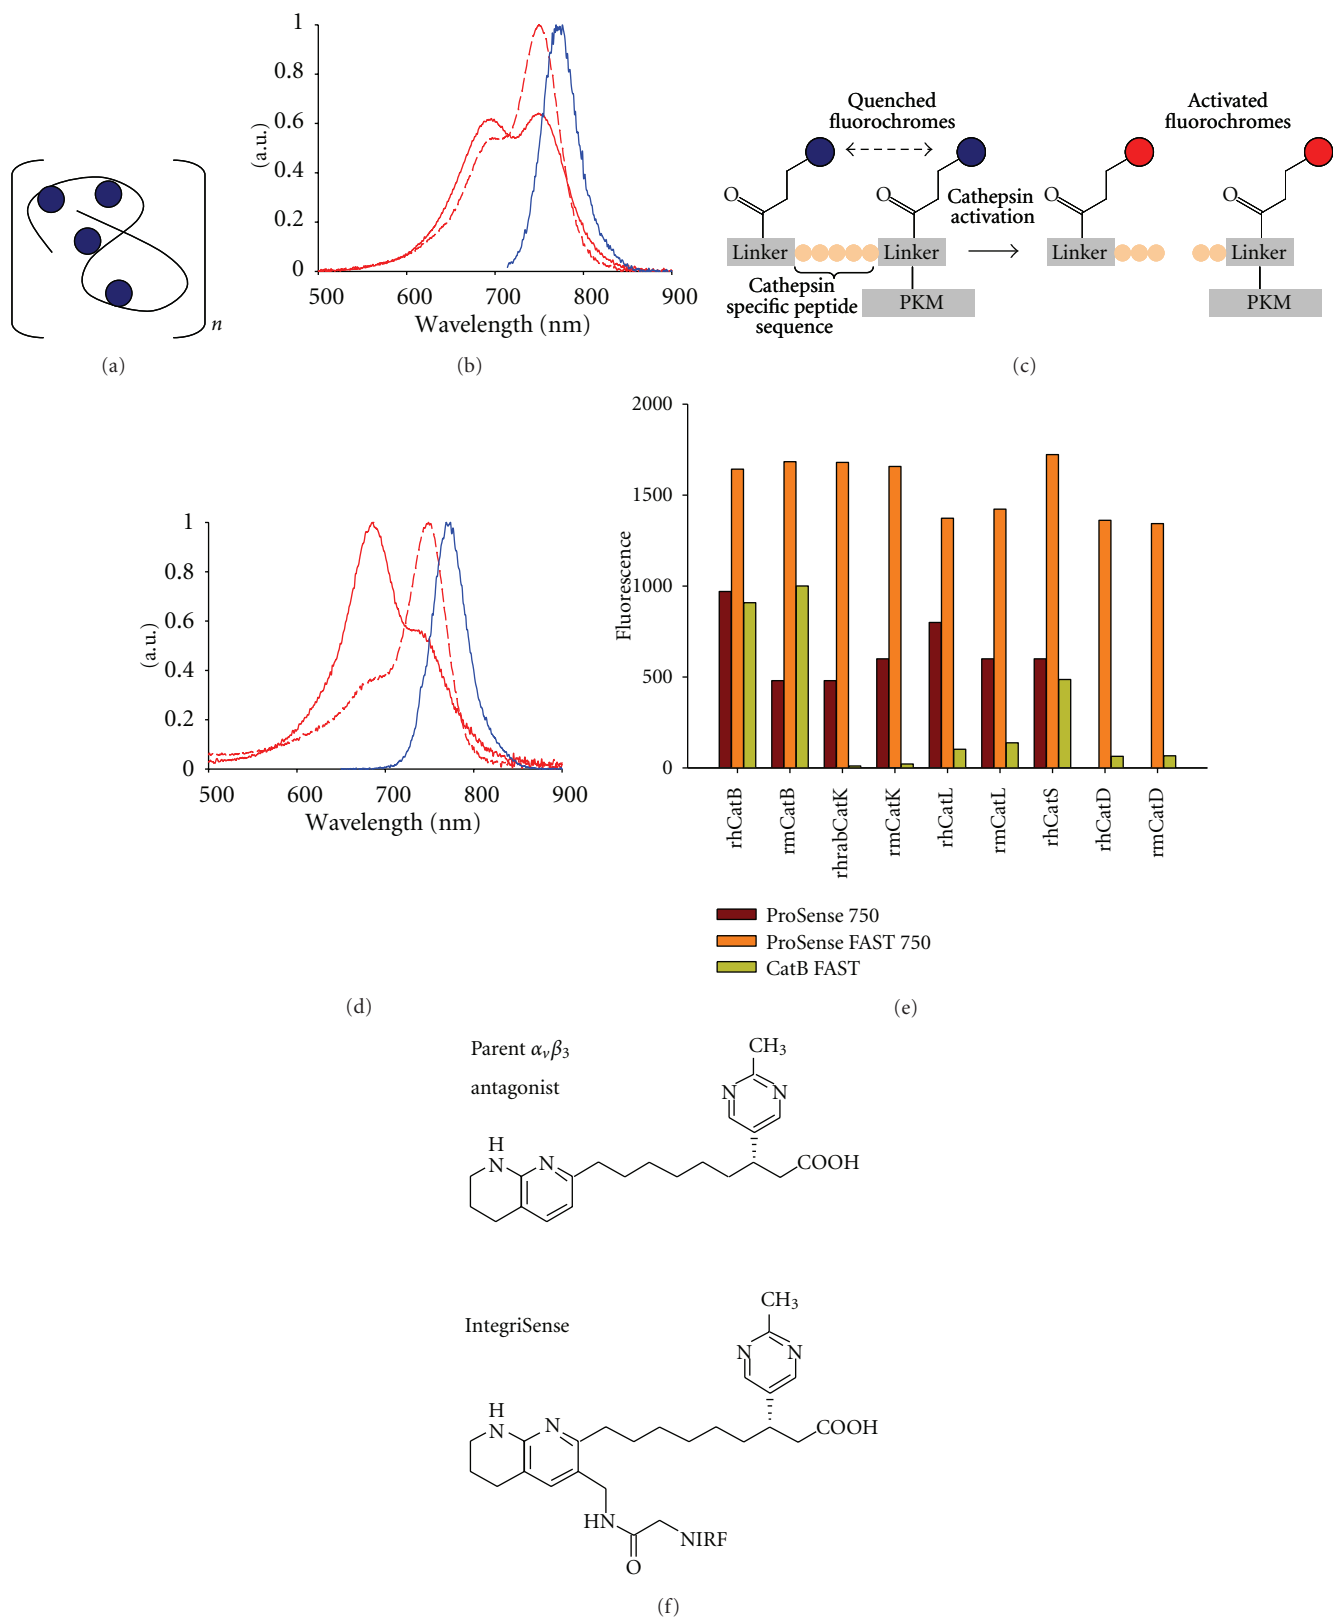 n
(a)
1
0.8
0.6
0.4
0.2
0
(a.u.)
500 600 700 800 900
Wavelength (nm)
(b)
Quenched
fluorochromes
Activated
fluorochromes
O
O
Cathepsin
activation
O
O
Linker
Linker
Linker
Linker
Cathepsin
specific peptide
sequence
PKM
PKM
(c)
1
0.8
0.6
0.4
0.2
0
(a.u.)
500 600 700 800 900
Wavelength (nm)
(d)
2000
1500
1000
500
0
Fluorescence
rhCatB
rmCatB
rhrabCatK
rmCatK
rhCatL
rmCatL
rhCatS
rhCatD
rmCatD
ProSense 750
ProSense FAST 750
CatB FAST
(e)
Parent αvβ3
antagonist
CH3
N N
H
N N
COOH
IntegriSense
CH3
N N
H
N N
COOH
HN
NIRF
O
(f)